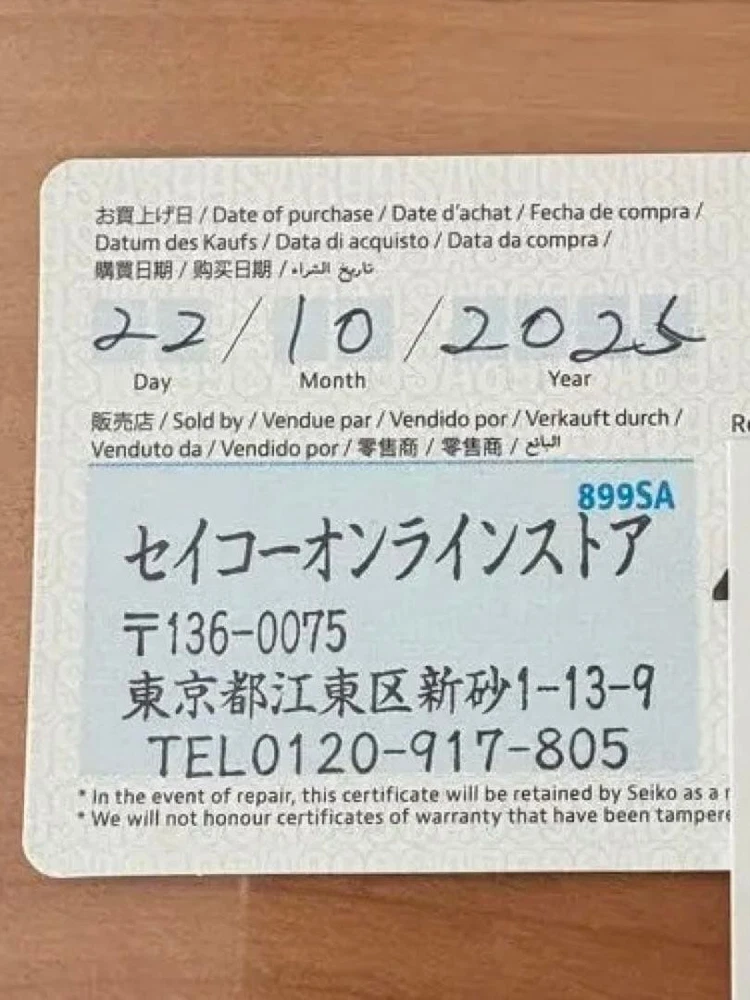 お買上げ日 / Date of purchase / Date d'achat / Fecha de compra /
Datum des Kaufs / Data di acquisto / Data da compra /
購買日期 / 购买日期 / تاريخ الشراء
22/10/2025
Day Month Year
販売店 / Sold by / Vendue par / Vendido por / Verkauft durch /
Venduto da / Vendido por / 零售商 / 零售商 / البائع
899SA
セイコーオンラインストア
〒136-0075
東京都江東区新砂1-13-9
TEL0120-917-805
* In the event of repair, this certificate will be retained by Seiko as a
* We will not honour certificates of warranty that have been